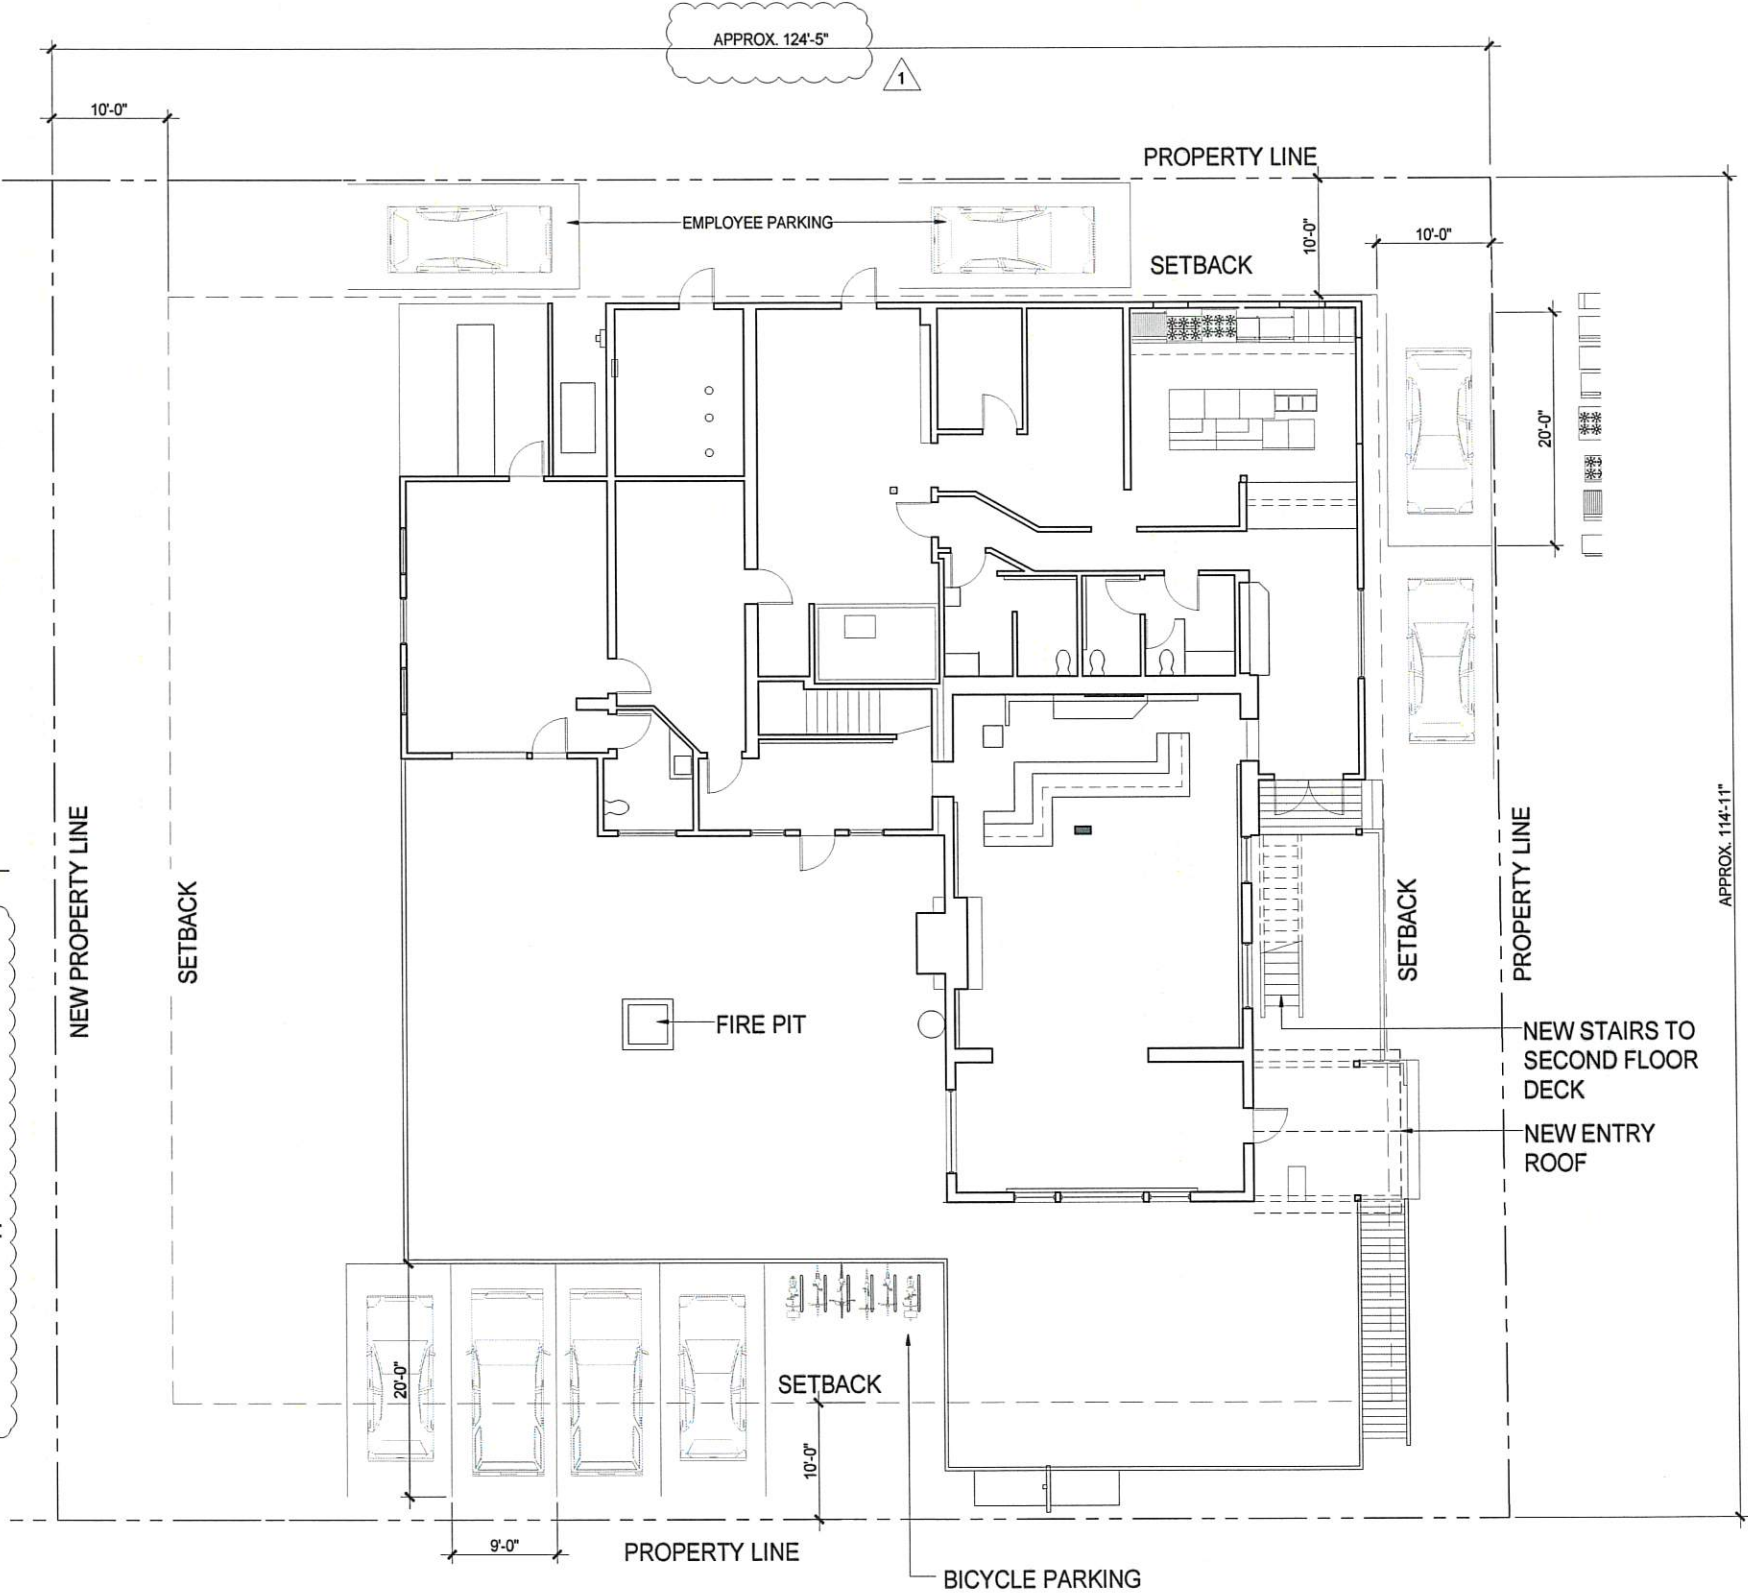 APPROX. 124'-5"
1
10'-0"
PROPERTY LINE
EMPLOYEE PARKING
10'-0"
10'-0"
SETBACK
20'-0"
NEW PROPERTY LINE
SETBACK
SETBACK
PROPERTY LINE
APPROX. 114'-11"
FIRE PIT
NEW STAIRS TO
SECOND FLOOR
DECK
NEW ENTRY
ROOF
20'-0"
SETBACK
10'-0"
9'-0"
PROPERTY LINE
BICYCLE PARKING